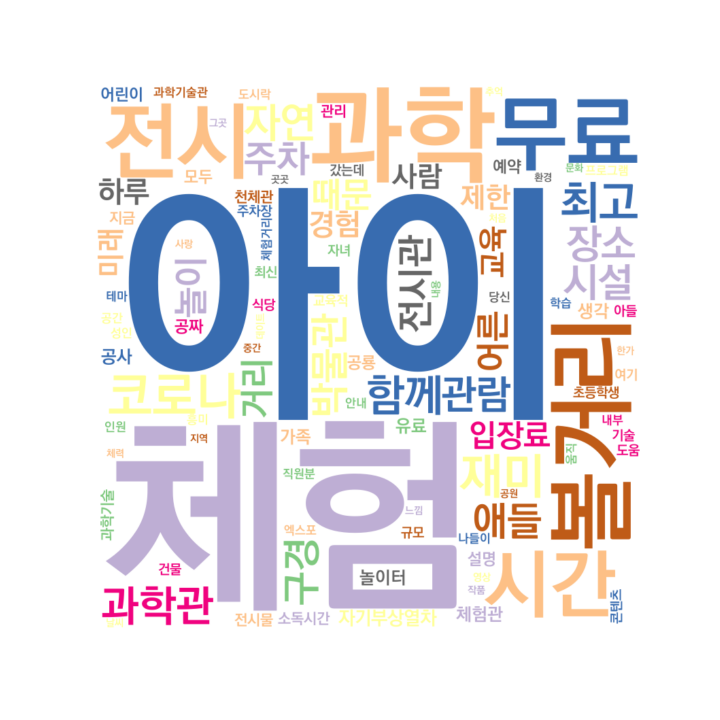 어린이
과학기술관
도시락
그곳
전시
자연
관리
과학
무료
문화
프로그램
주차
모두
곳곳
갔는데
사람
예약
환경
하루
천체관
주차장
때문
제한
최고
지금
경험
체험거리
미래
사랑
놀이
자녀
전시관
교육
장소
아이
테마
최신
교육적
내용
당신
학습
시설
생각
아들
공짜
식당
공사
중간
거리
박물관
공룡
어른
볼거리
한가
여기
코로나
안내
함께관람
초등학생
인원
지역
가족
유료
입장료
내부
기술
도움
움직
체력
체험
직원분
재미
애들
과학기술
느낌
공원
엑스포
규모
나들이
건물
구경
놀이터
설명
시간
작품
콘텐츠
과학관
전시물
소독시간
자기부상열차
체험관